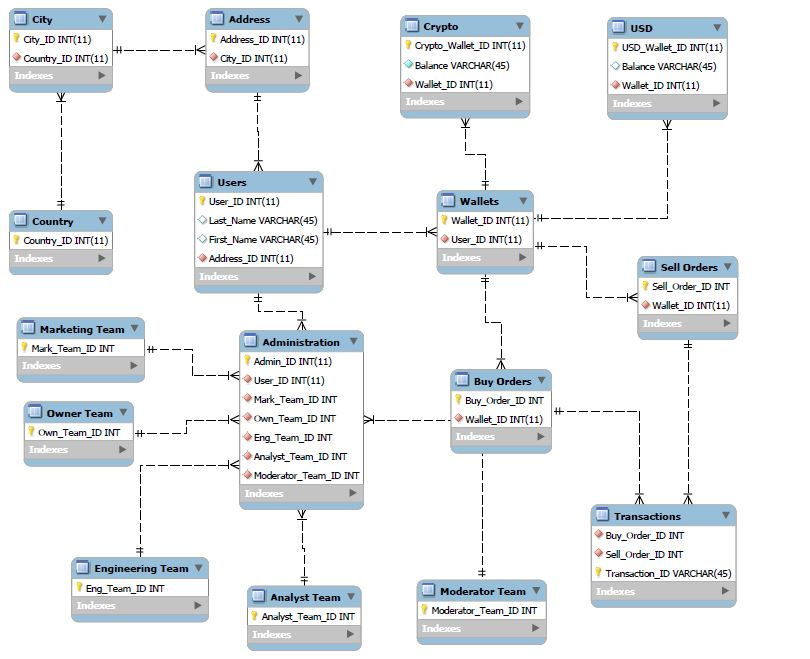 City
City_ID INT(11)
Country_ID INT(11)
Indexes
Address
Address_ID INT(11)
City_ID INT(11)
Indexes
Crypto
Crypto_Wallet_ID INT(11)
Balance VARCHAR(45)
Wallet_ID INT(11)
Indexes
USD
USD_Wallet_ID INT(11)
Balance VARCHAR(45)
Wallet_ID INT(11)
Indexes
Country
Country_ID INT(11)
Indexes
Users
User_ID INT(11)
Last_Name VARCHAR(45)
First_Name VARCHAR(45)
Address_ID INT(11)
Indexes
Wallets
Wallet_ID INT(11)
User_ID INT(11)
Indexes
Sell Orders
Sell_Order_ID INT
Wallet_ID INT(11)
Indexes
Marketing Team
Mark_Team_ID INT
Indexes
Administration
Admin_ID INT(11)
User_ID INT(11)
Mark_Team_ID INT
Own_Team_ID INT
Eng_Team_ID INT
Analyst_Team_ID INT
Moderator_Team_ID INT
Indexes
Buy Orders
Buy_Order_ID INT
Wallet_ID INT(11)
Indexes
Owner Team
Own_Team_ID INT
Indexes
Transactions
Buy_Order_ID INT
Sell_Order_ID INT
Transaction_ID VARCHAR(45)
Indexes
Engineering Team
Eng_Team_ID INT
Indexes
Analyst Team
Analyst_Team_ID INT
Indexes
Moderator Team
Moderator_Team_ID INT
Indexes